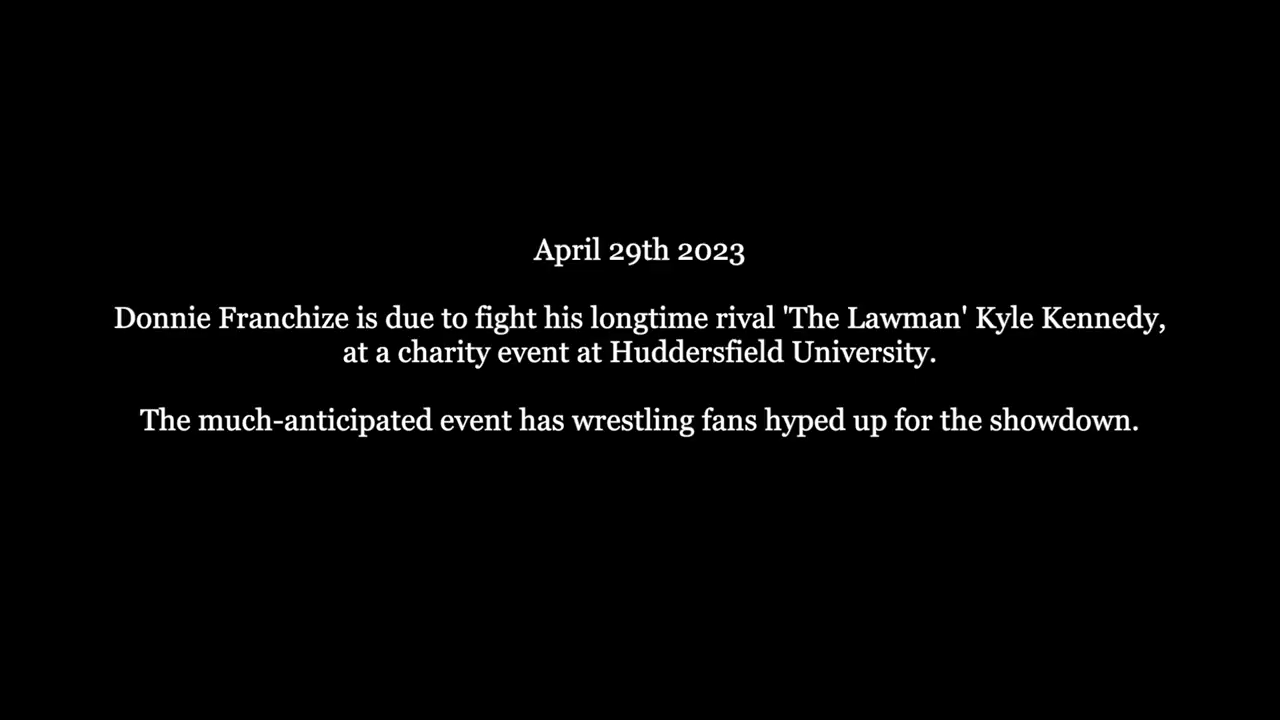 April 29th 2023
Donnie Franchize is due to fight his longtime rival 'The Lawman' Kyle Kennedy,
at a charity event at Huddersfield University.
The much-anticipated event has wrestling fans hyped up for the showdown.